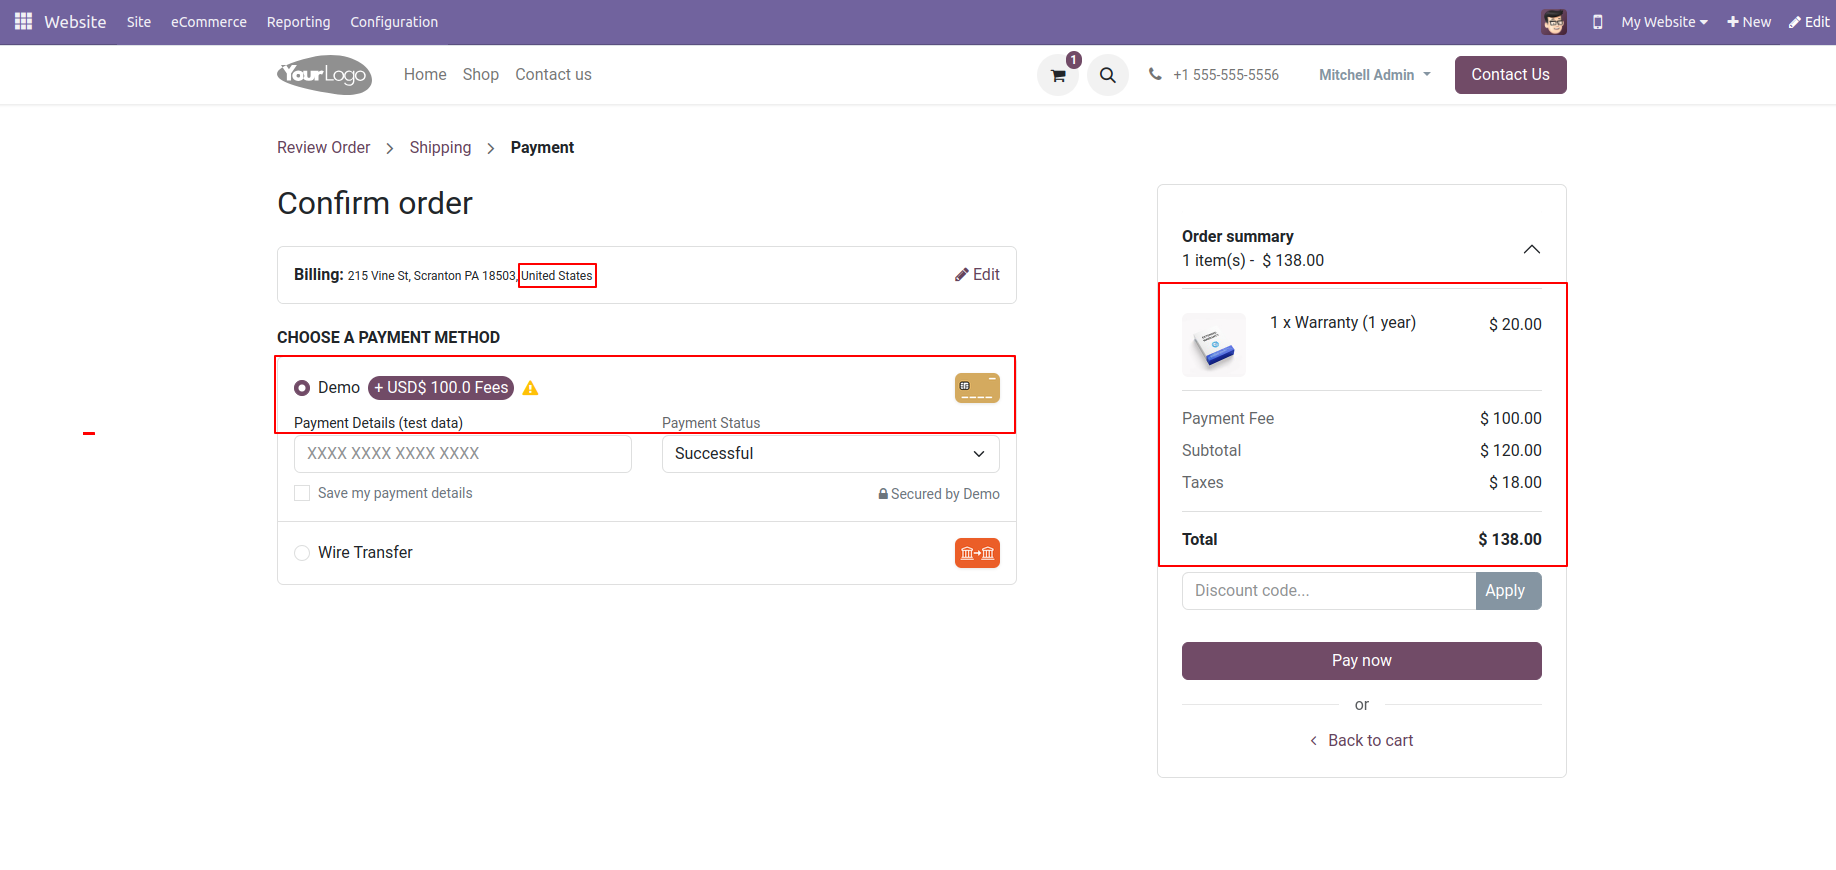 Website Site eCommerce Reporting Configuration My Website New Edit
YourLogo Home Shop Contact us 1 +1 555-555-5556 Mitchell Admin Contact Us
Review Order > Shipping > Payment
Confirm order
Billing: 215 Vine St, Scranton PA 18503, United States Edit
CHOOSE A PAYMENT METHOD
Demo + USD$ 100.0 Fees
Payment Details (test data) Payment Status
XXXX XXXX XXXX XXXX Successful
Save my payment details Secured by Demo
Wire Transfer
Order summary
1 item(s) - $ 138.00
1 x Warranty (1 year) $ 20.00
Payment Fee $ 100.00
Subtotal $ 120.00
Taxes $ 18.00
Total $ 138.00
Discount code... Apply
Pay now
or
< Back to cart